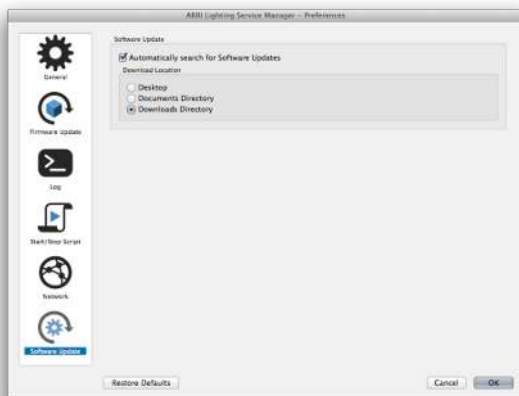 ARRI Lighting Service Manager – Preferences
General
Firmware Update
Log
Start/Stop Script
Network
Software Update
Software Update
Automatically search for Software Updates
Download Location
Desktop
Documents Directory
Downloads Directory
Restore Defaults
Cancel
OK